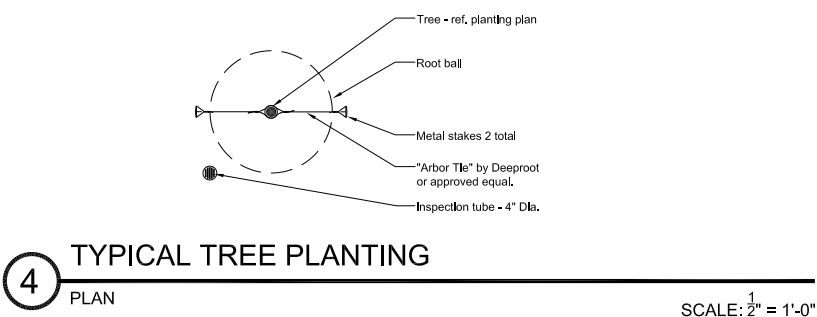 Tree - ref. planting plan
Root ball
Metal stakes 2 total
"Arbor Tie" by Deeproot
or approved equal.
Inspection tube - 4" Dia.
4
TYPICAL TREE PLANTING
PLAN
SCALE: 1/2" = 1'-0"